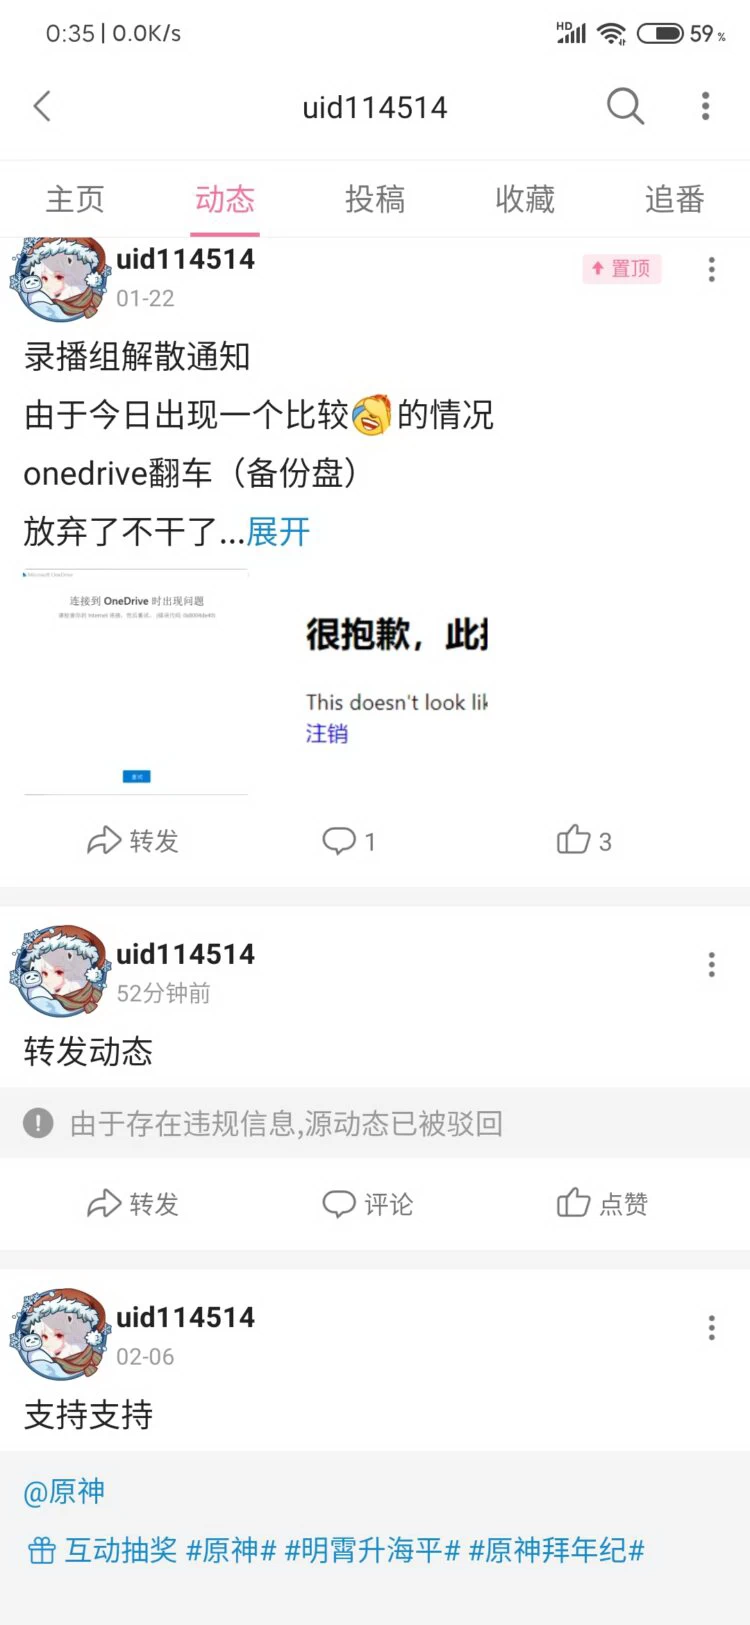 0:35 | 0.0K/s
HD
59 %
uid114514
主页 动态 投稿 收藏 追番
uid114514
置顶
01-22
录播组解散通知
由于今日出现一个比较的情况
onedrive翻车（备份盘）
放弃了不干了...展开
Microsoft OneDrive
连接到 OneDrive 时出现问题
很抱歉，此
This doesn't look lik
注销
转发 1 3
uid114514
52分钟前
转发动态
由于存在违规信息,源动态已被驳回
转发 评论 点赞
uid114514
02-06
支持支持
@原神
互动抽奖 #原神# #明霄升海平# #原神拜年纪#